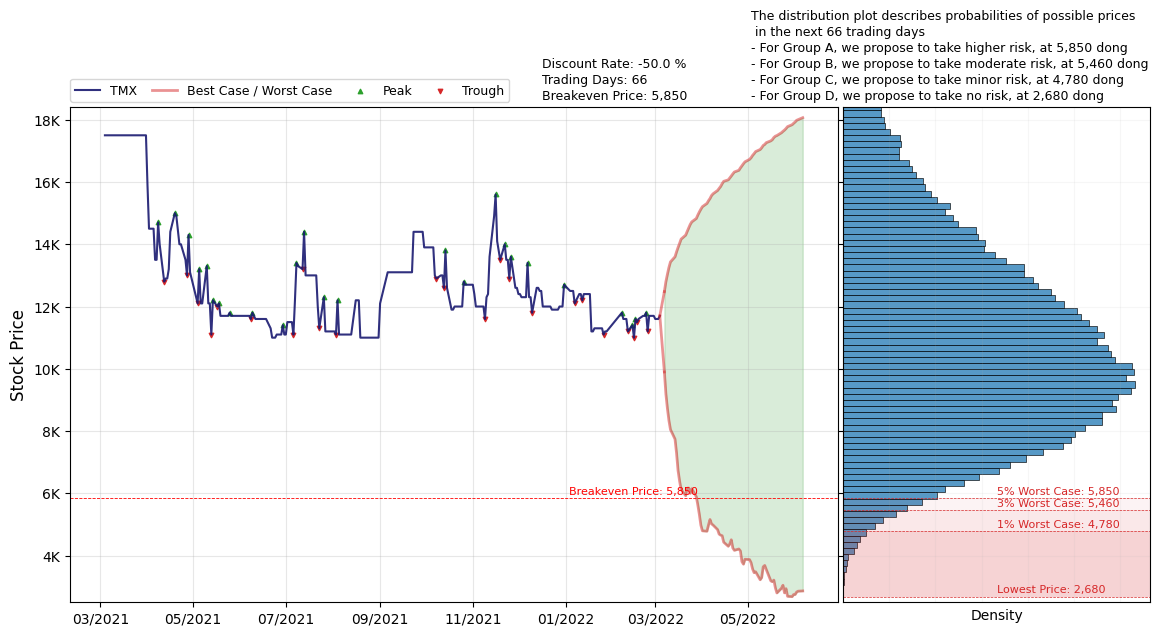 The distribution plot describes probabilities of possible prices
in the next 66 trading days
- For Group A, we propose to take higher risk, at 5,850 dong
- For Group B, we propose to take moderate risk, at 5,460 dong
- For Group C, we propose to take minor risk, at 4,780 dong
- For Group D, we propose to take no risk, at 2,680 dong
Discount Rate: -50.0 %
Trading Days: 66
Breakeven Price: 5,850
TMX
Best Case / Worst Case
Peak
Trough
Stock Price
18K
16K
14K
12K
10K
8K
6K
4K
Breakeven Price: 5,850
5% Worst Case: 5,850
3% Worst Case: 5,460
1% Worst Case: 4,780
Lowest Price: 2,680
03/2021
05/2021
07/2021
09/2021
11/2021
01/2022
03/2022
05/2022
Density